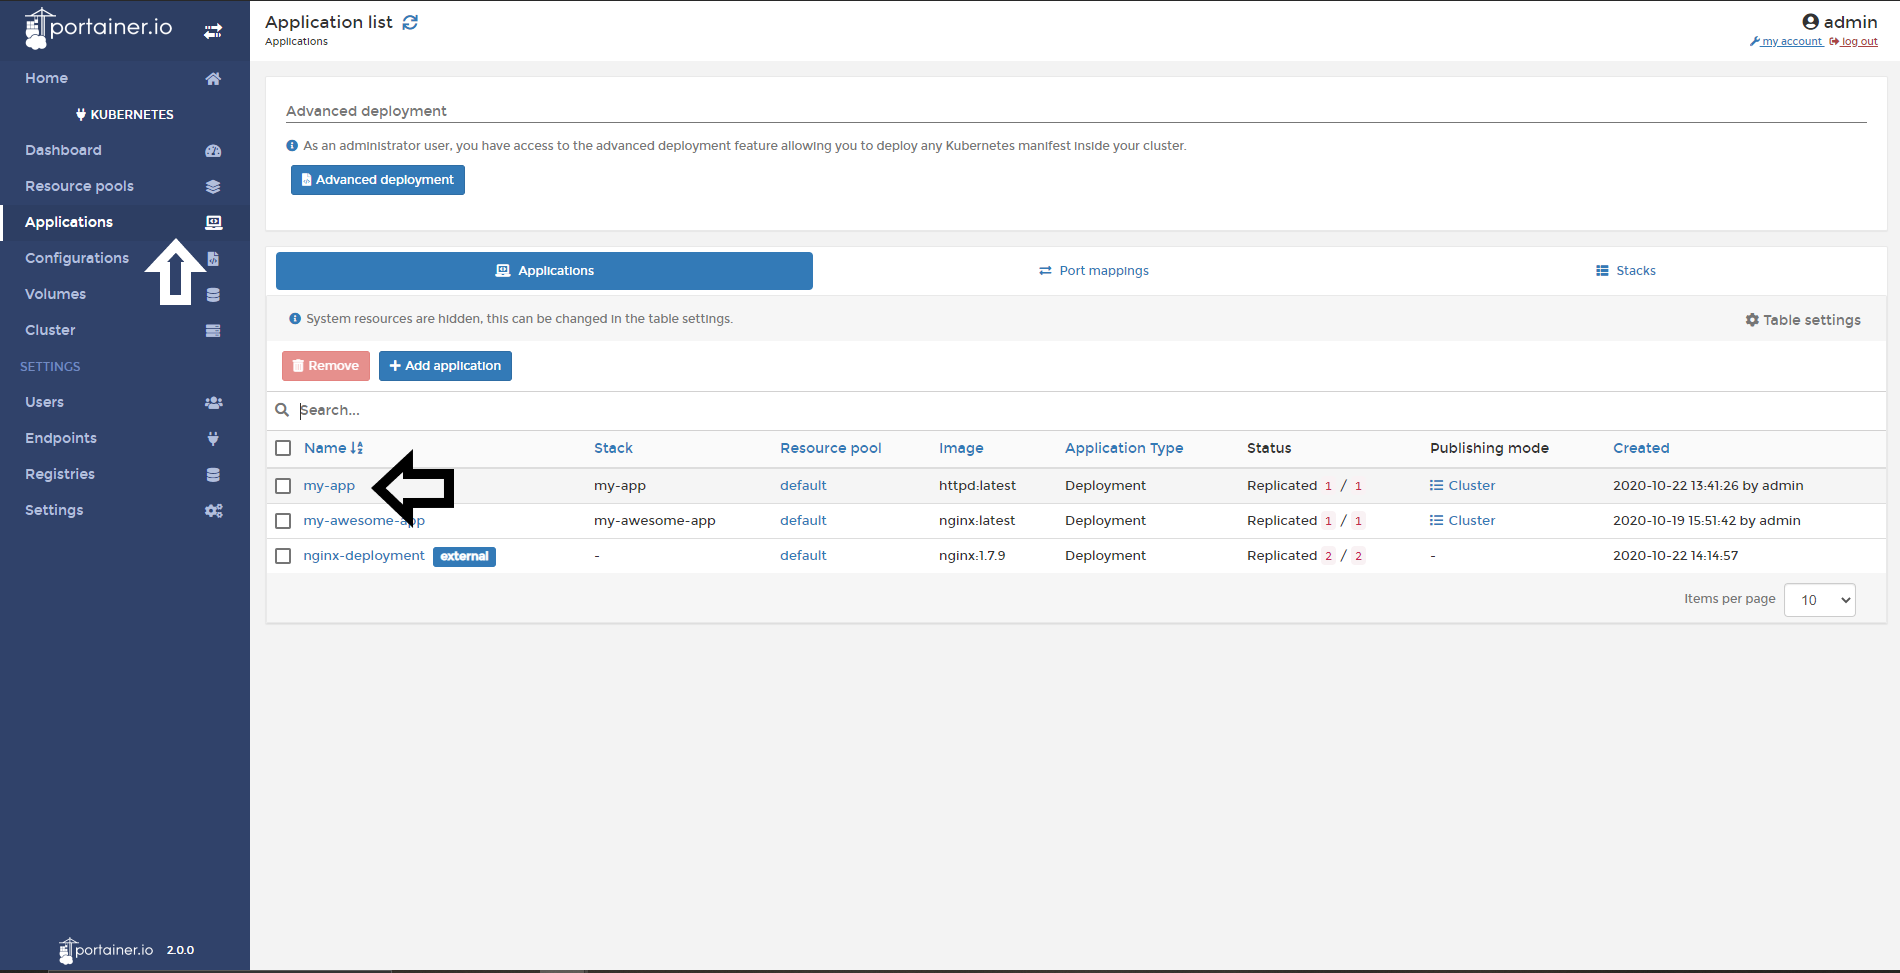 portainer.io
Home
KUBERNETES
Dashboard
Resource pools
Applications
Configurations
Volumes
Cluster
SETTINGS
Users
Endpoints
Registries
Settings
portainer.io 2.0.0
Application list
Applications
admin
my account log out
Advanced deployment
As an administrator user, you have access to the advanced deployment feature allowing you to deploy any Kubernetes manifest inside your cluster.
Advanced deployment
Applications Port mappings Stacks
System resources are hidden, this can be changed in the table settings. Table settings
Remove Add application
Search...
Name Stack Resource pool Image Application Type Status Publishing mode Created
my-app my-app default httpd:latest Deployment Replicated 1 / 1 Cluster 2020-10-22 13:41:26 by admin
my-awesome-app my-awesome-app default nginx:latest Deployment Replicated 1 / 1 Cluster 2020-10-19 15:51:42 by admin
nginx-deployment external - default nginx:1.7.9 Deployment Replicated 2 / 2 - 2020-10-22 14:14:57
Items per page 10